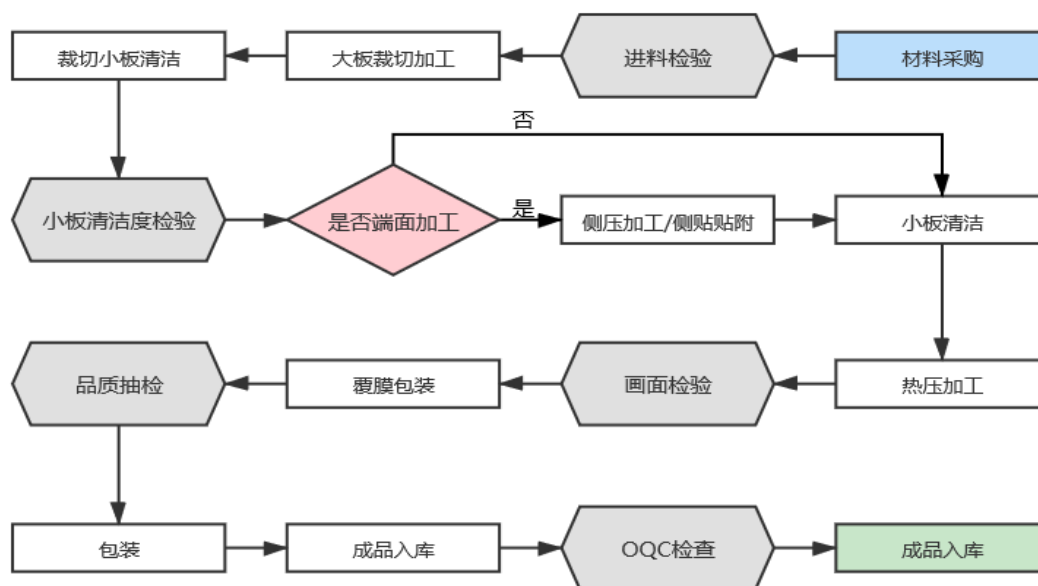 裁切小板清洁
大板裁切加工
进料检验
材料采购
否
小板清洁度检验
是否端面加工
是
侧压加工/侧贴贴附
小板清洁
品质抽检
覆膜包装
画面检验
热压加工
包装
成品入库
OQC检查
成品入库